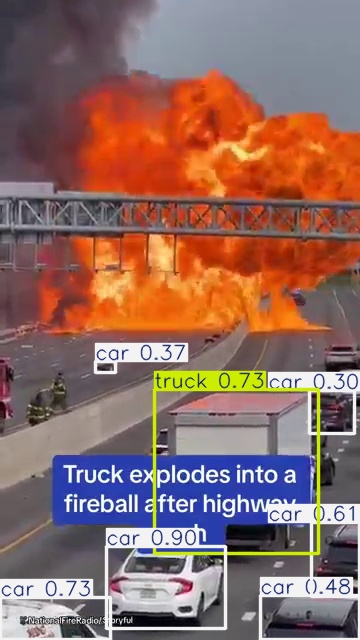 car 0.37
truck 0.73
car 0.30
Truck explodes into a
fireball after highway
h
car 0.61
car 0.90
car 0.73
car 0.48
NationalFireRadio/Storyful